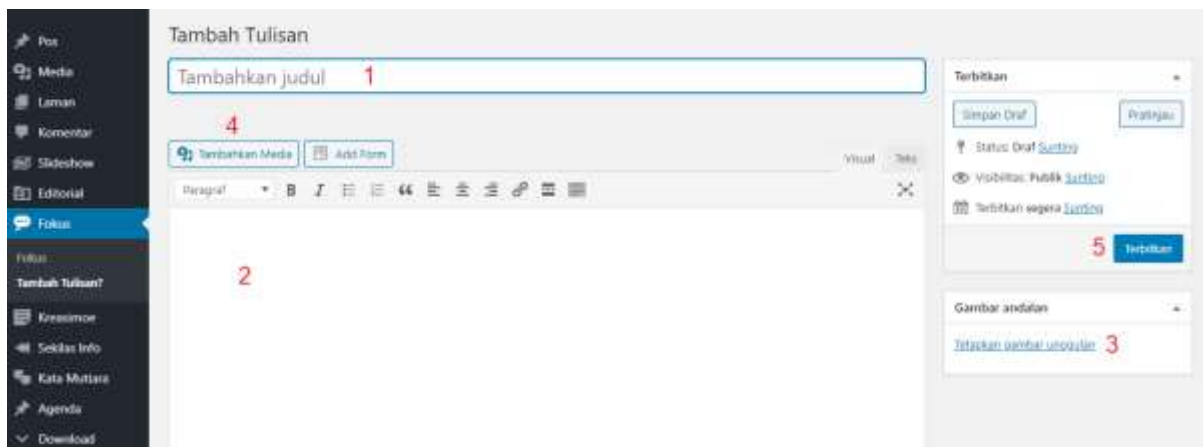 Pos
Media
Laman
Komentar
Slideshow
Editorial
Fokus
Fokus
Tambah Tulisan?
Kreasimoe
Sekilas Info
Kata Mutiara
Agenda
Download
Tambah Tulisan
Tambahkan judul 1
4
Tambahkan Media Add Form
Visual Teks
Paragraf B I
2
Terbitkan
Simpan Draf Pratinjau
Status: Draf Sunting
Visibilitas: Publik Sunting
Terbitkan segera Sunting
5 Terbitkan
Gambar andalan
Tetapkan gambar unggulan 3